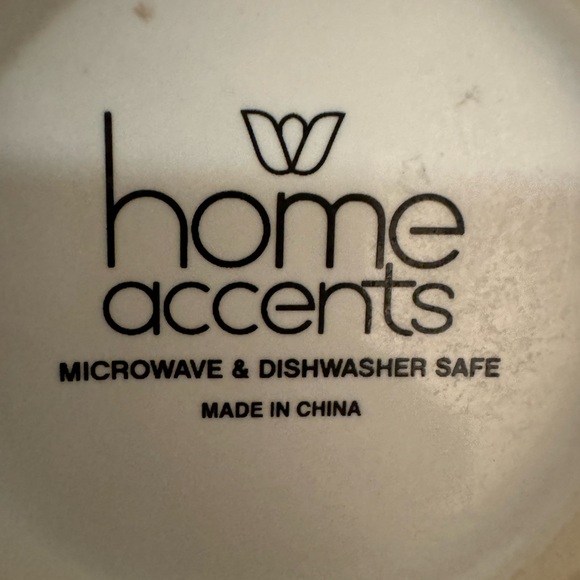 home
accents
MICROWAVE & DISHWASHER SAFE
MADE IN CHINA